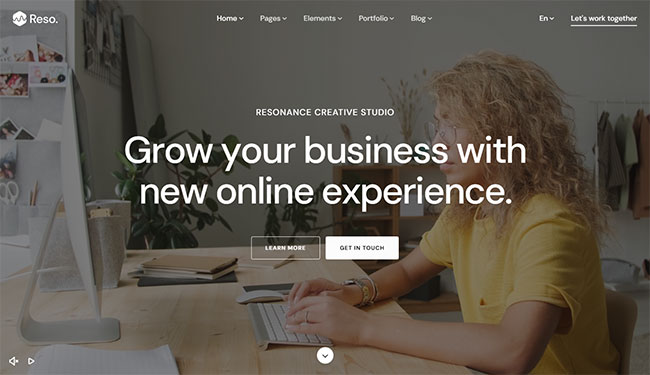 Reso.
Home Pages Elements Portfolio Blog
En Let's work together
RESONANCE CREATIVE STUDIO
Grow your business with
new online experience.
LEARN MORE GET IN TOUCH